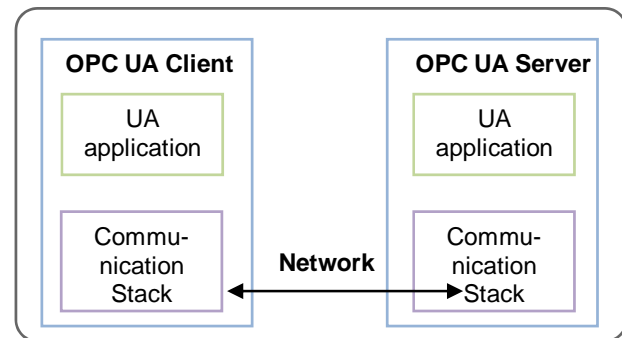 OPC UA Client
UA
application
Commu-
nication
Stack
Network
OPC UA Server
UA
application
Commu-
nication
Stack